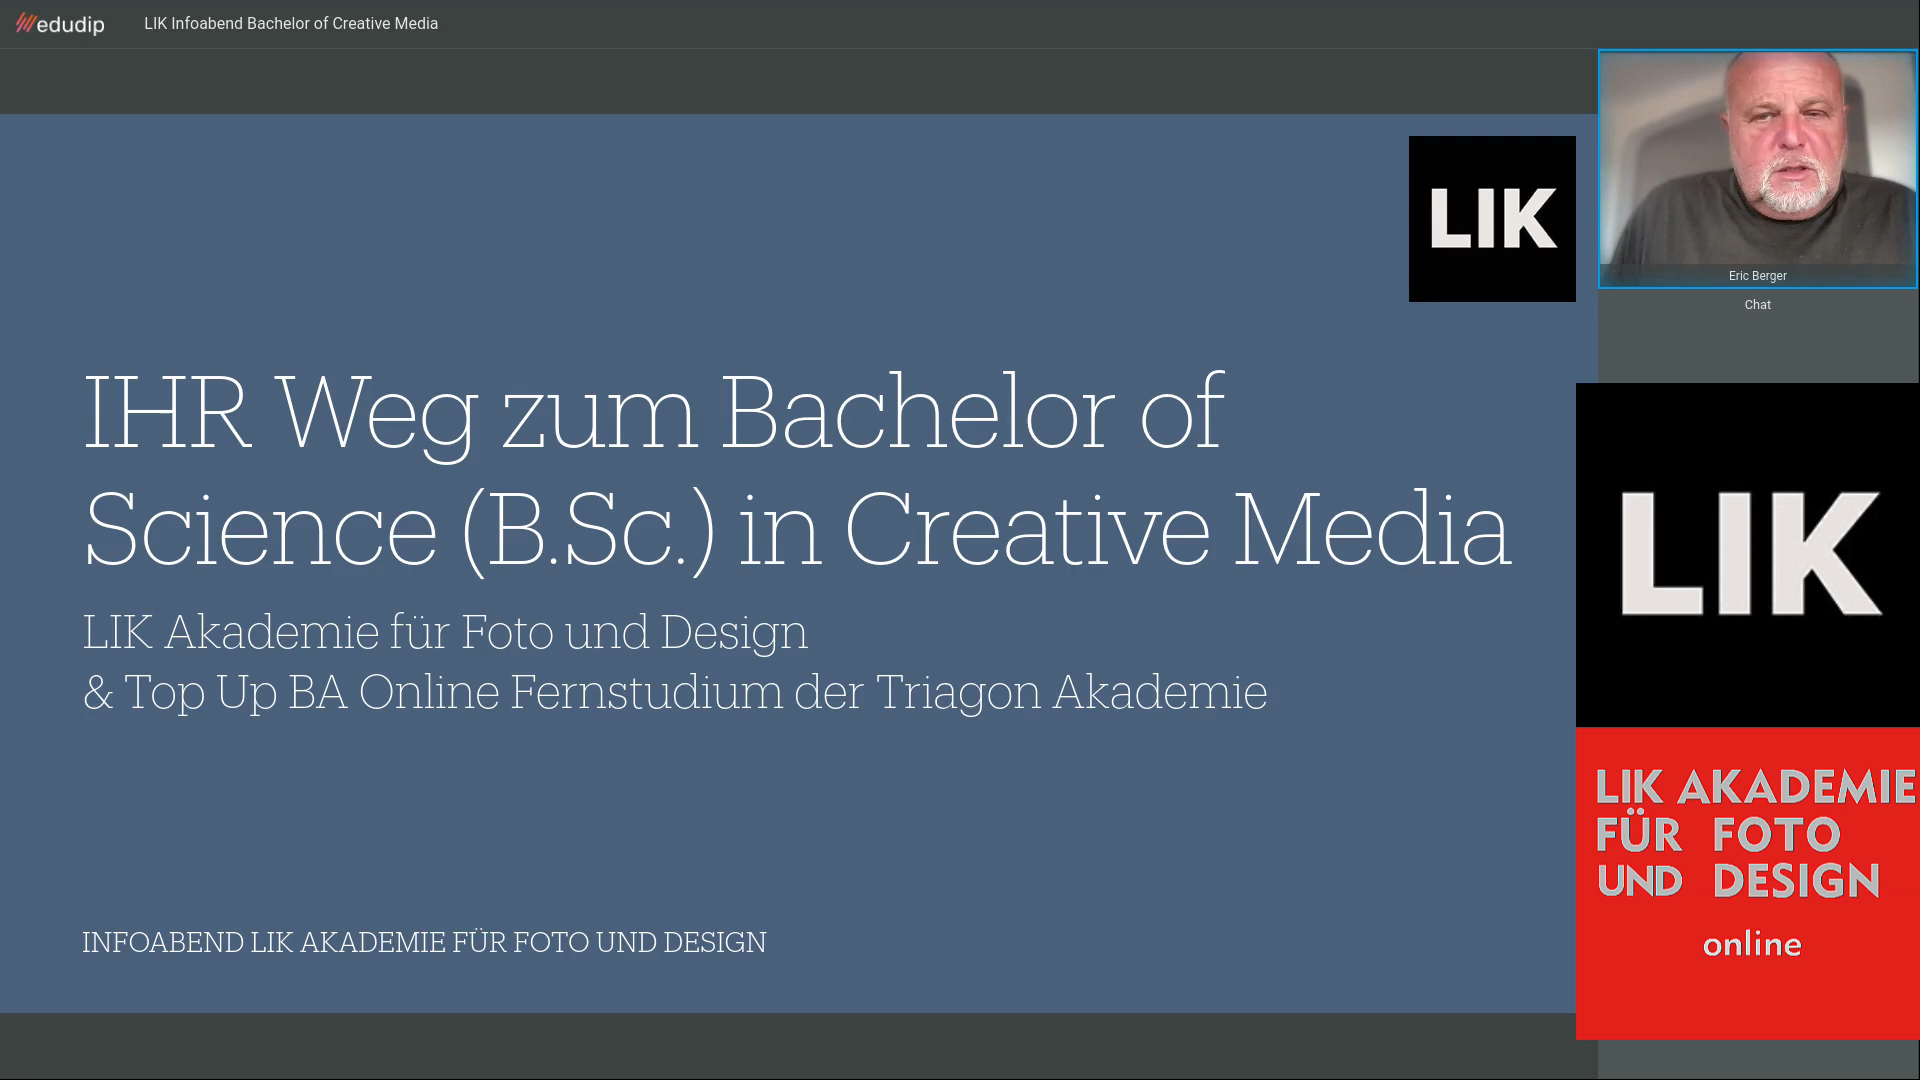 edudip
LIK Infoabend Bachelor of Creative Media
LIK
Eric Berger
Chat
IHR Weg zum Bachelor of
Science (B.Sc.) in Creative Media
LIK Akademie für Foto und Design
& Top Up BA Online Fernstudium der Triagon Akademie
INFOABEND LIK AKADEMIE FÜR FOTO UND DESIGN
LIK
LIK AKADEMIE
FÜR FOTO
UND DESIGN
online